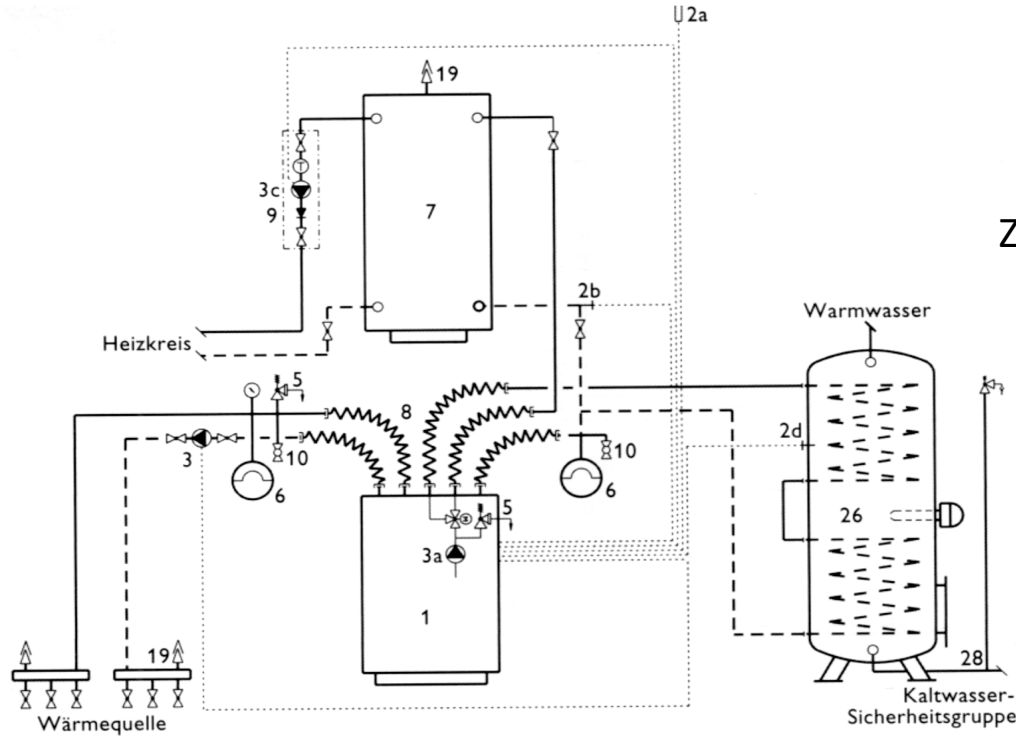 2a
19
3c
9
7
Z
2b
Warmwasser
Heizkreis
5
8
2d
3
10
10
6
6
5
26
3a
1
19
28
Wärmequelle
Kaltwasser-
Sicherheitsgruppe